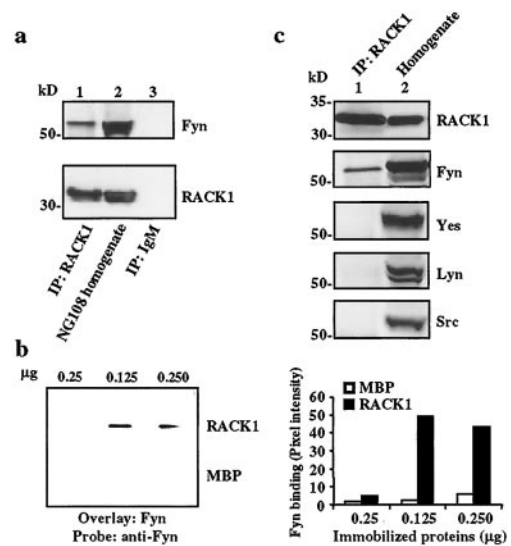 a
kD 1 2 3
50- Fyn
30- RACK1
IP: RACK1
NG108 homogenate
IP: IgM
b
µg 0.25 0.125 0.250
RACK1
MBP
Overlay: Fyn
Probe: anti-Fyn
c
IP: RACK1
Homogenate
kD 1 2
35-
30- RACK1
50- Fyn
50- Yes
50- Lyn
50- Src
Fyn binding (Pixel intensity)
MBP
RACK1
60
50
40
30
20
10
0
0.25 0.125 0.250
Immobilized proteins (µg)